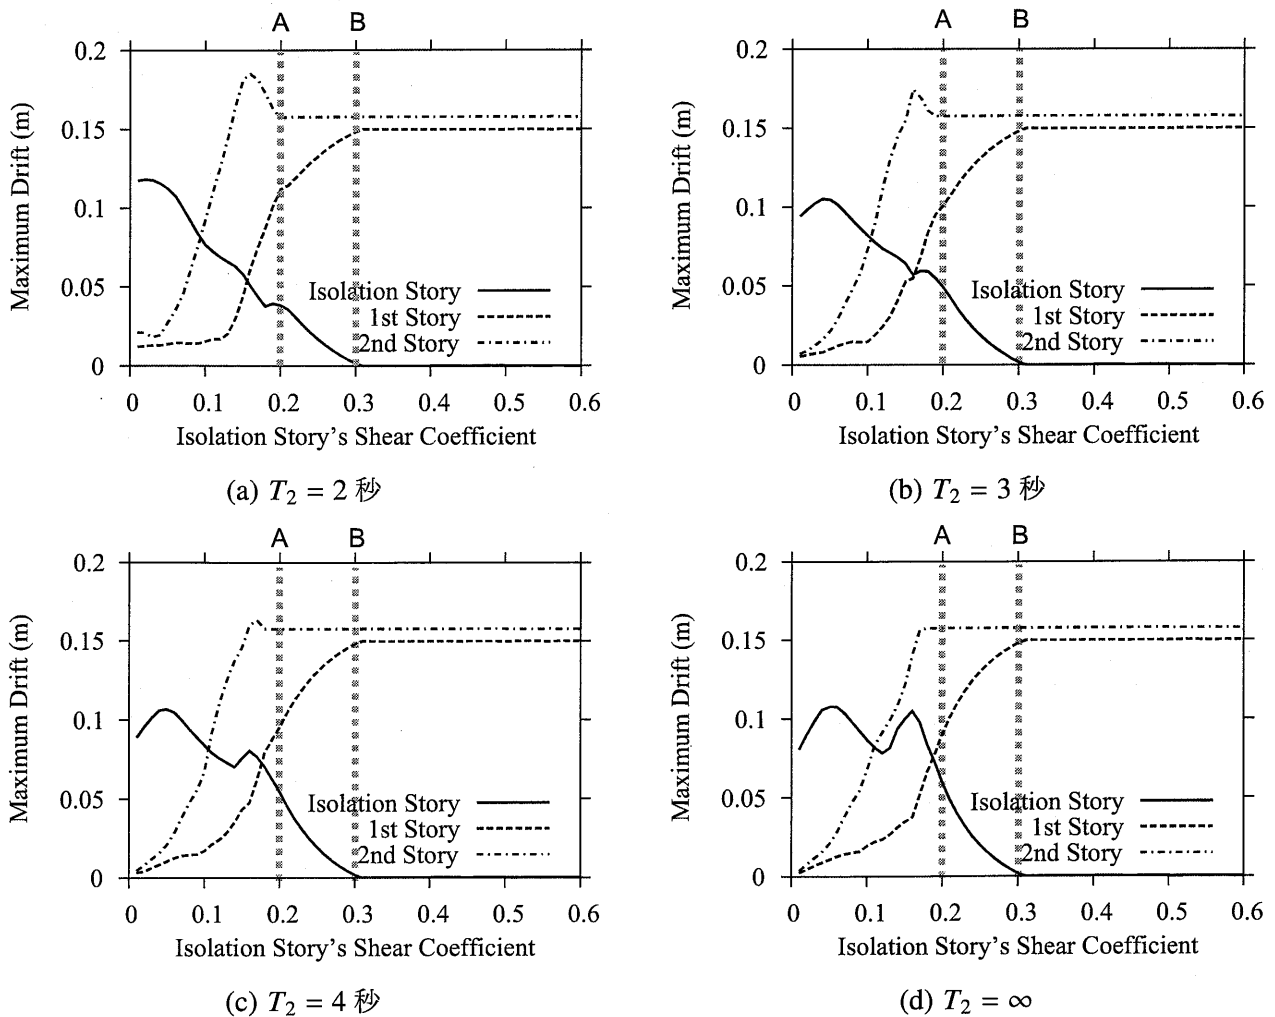 A B
0.2
0.15
0.1
0.05
0
Maximum Drift (m)
Isolation Story
1st Story
2nd Story
0 0.1 0.2 0.3 0.4 0.5 0.6
Isolation Story's Shear Coefficient
(a) T2 = 2 秒
A B
0.2
0.15
0.1
0.05
0
Maximum Drift (m)
Isolation Story
1st Story
2nd Story
0 0.1 0.2 0.3 0.4 0.5 0.6
Isolation Story's Shear Coefficient
(b) T2 = 3 秒
A B
0.2
0.15
0.1
0.05
0
Maximum Drift (m)
Isolation Story
1st Story
2nd Story
0 0.1 0.2 0.3 0.4 0.5 0.6
Isolation Story's Shear Coefficient
(c) T2 = 4 秒
A B
0.2
0.15
0.1
0.05
0
Maximum Drift (m)
Isolation Story
1st Story
2nd Story
0 0.1 0.2 0.3 0.4 0.5 0.6
Isolation Story's Shear Coefficient
(d) T2 = ∞